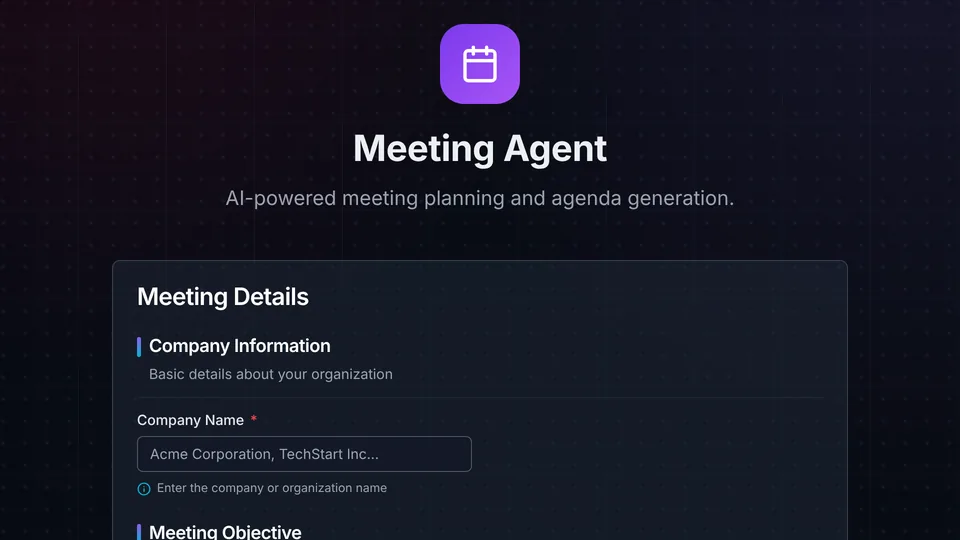 Meeting Agent
AI-powered meeting planning and agenda generation.
Meeting Details
Company Information
Basic details about your organization
Company Name *
Acme Corporation, TechStart Inc...
Enter the company or organization name
Meeting Objective